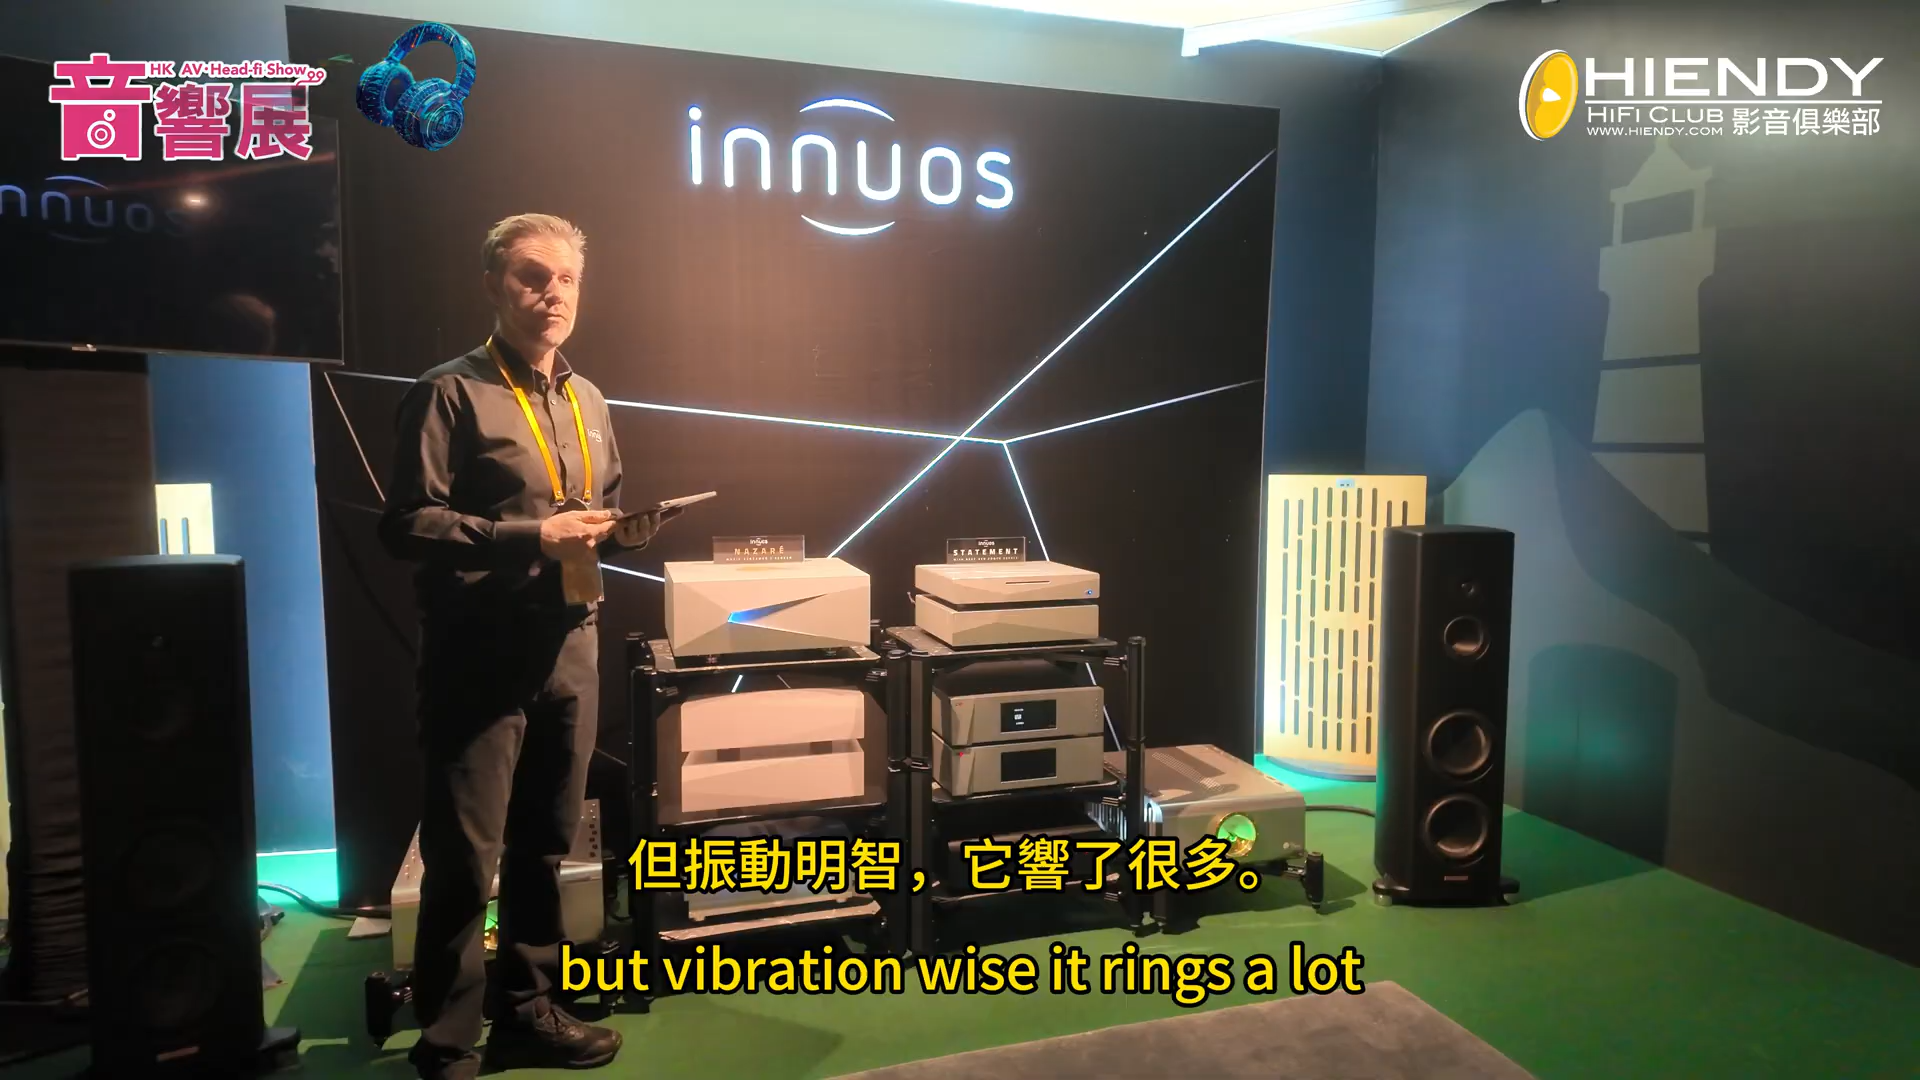 HK AV·Head-fi Show
音響展
innuos
HIENDY
HIFI CLUB
WWW.HIENDY.COM
影音俱樂部
innuos
innuos
innuos
NAZARÉ
innuos
STATEMENT
但振動明智，它響了很多。
but vibration wise it rings a lot